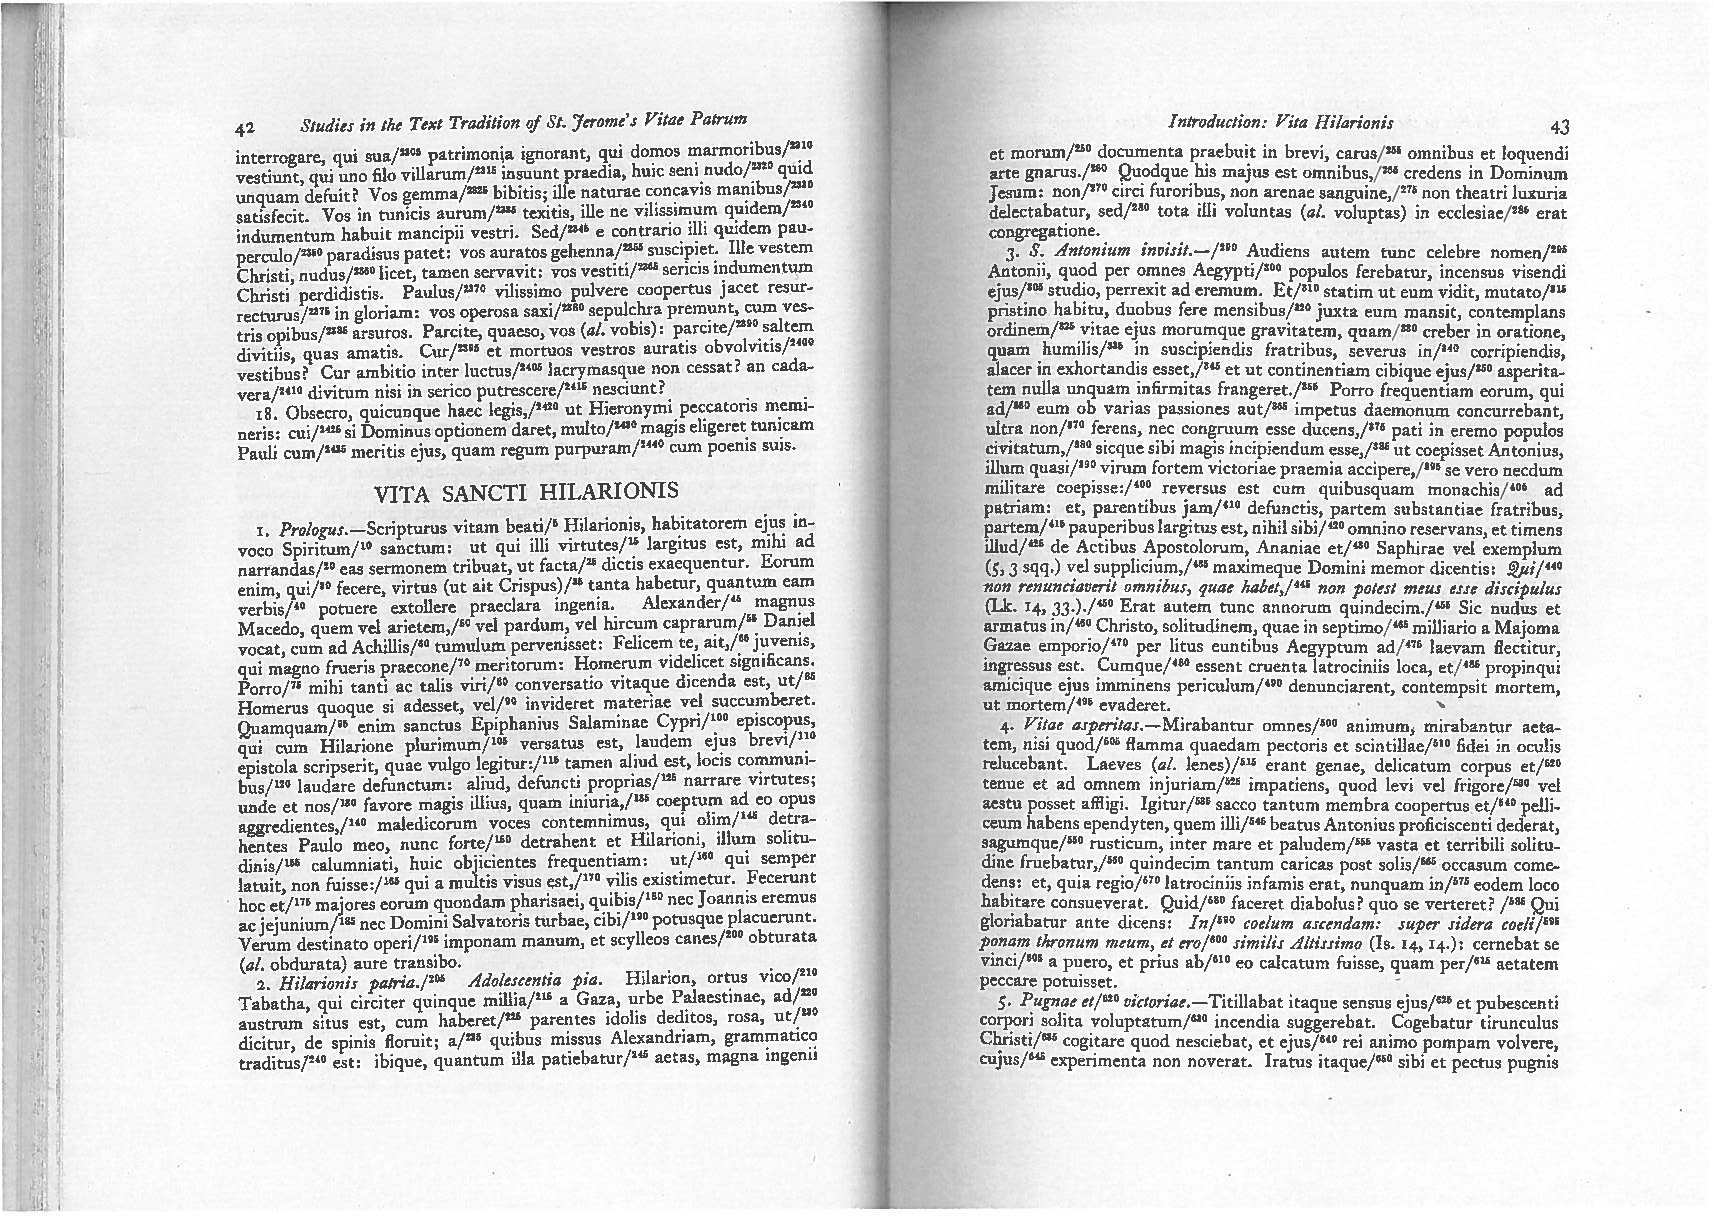 42 Studies in the Text Tradition of St. Jerome's Vitae Patrum
interrogare, qui sua/²³⁰⁵ patrimonia ignorant, qui domos marmoribus/²³¹⁰
vestiunt, qui uno filo villarum/²³¹⁵ insuunt praedia, huic seni nudo/²³²⁰ quid
unquam defuit? Vos gemma/²³²⁵ bibitis; ille naturae concavis manibus/²³³⁰
satisfecit. Vos in tunicis aurum/²³³⁵ texitis, ille ne vilissimum quidem/²³⁴⁰
indumentum habuit mancipii vestri. Sed/²³⁴⁵ e contrario illi quidem pau-
perculo/²³⁵⁰ paradisus patet: vos auratos gehenna/²³⁵⁵ suscipiet. Ille vestem
Christi, nudus/²³⁶⁰ licet, tamen servavit: vos vestiti/²³⁶⁵ sericis indumentum
Christi perdidistis. Paulus/²³⁷⁰ vilissimo pulvere coopertus jacet resur-
recturus/²³⁷⁵ in gloriam: vos operosa saxi/²³⁸⁰ sepulchra premunt, cum ves-
tris opibus/²³⁸⁵ arsuros. Parcite, quaeso, vos (al. vobis): parcite/²³⁹⁰ saltem
divitiis, quas amatis. Cur/²³⁹⁵ et mortuos vestros auratis obvolvitis/²⁴⁰⁰
vestibus? Cur ambitio inter luctus/²⁴⁰⁵ lacrymasque non cessat? an cada-
vera/²⁴¹⁰ divitum nisi in serico putrescere/²⁴¹⁵ nesciunt?
18. Obsecro, quicunque haec legis,/²⁴²⁰ ut Hieronymi peccatoris memi-
neris: cui/²⁴²⁵ si Dominus optionem daret, multo/²⁴³⁰ magis eligeret tunicam
Pauli cum/²⁴³⁵ meritis ejus, quam regum purpuram/²⁴⁴⁰ cum poenis suis.
VITA SANCTI HILARIONIS
1. Prologus.—Scripturus vitam beati/⁵ Hilarionis, habitatorem ejus in-
voco Spiritum/¹⁰ sanctum: ut qui illi virtutes/¹⁵ largitus est, mihi ad
narrandas/²⁰ eas sermonem tribuat, ut facta/²⁵ dictis exaequentur. Eorum
enim, qui/³⁰ fecere, virtus (ut ait Crispus)/³⁵ tanta habetur, quantum eam
verbis/⁴⁰ potuere extollere praeclara ingenia. Alexander/⁴⁵ magnus
Macedo, quem vel arietem,/⁵⁰ vel pardum, vel hircum caprarum/⁵⁵ Daniel
vocat, cum ad Achillis/⁶⁰ tumulum pervenisset: Felicem te, ait,/⁶⁵ juvenis,
qui magno frueris praecone/⁷⁰ meritorum: Homerum videlicet significans.
Porro/⁷⁵ mihi tanti ac talis viri/⁸⁰ conversatio vitaque dicenda est, ut/⁸⁵
Homerus quoque si adesset, vel/⁹⁰ invideret materiae vel succumberet.
Quamquam/⁹⁵ enim sanctus Epiphanius Salaminae Cypri/¹⁰⁰ episcopus,
qui cum Hilarione plurimum/¹⁰⁵ versatus est, laudem ejus brevi/¹¹⁰
epistola scripserit, quae vulgo legitur:/¹¹⁵ tamen aliud est, locis communi-
bus/¹²⁰ laudare defunctum: aliud, defuncti proprias/¹²⁵ narrare virtutes;
unde et nos/¹³⁰ favore magis illius, quam iniuria,/¹³⁵ coeptum ad eo opus
aggredientes,/¹⁴⁰ maledicorum voces contemnimus, qui olim/¹⁴⁵ detra-
hentes Paulo meo, nunc forte/¹⁵⁰ detrahent et Hilarioni, illum solitu-
dinis/¹⁵⁵ calumniati, huic objicientes frequentiam: ut/¹⁶⁰ qui semper
latuit, non fuisse:/¹⁶⁵ qui a multis visus est,/¹⁷⁰ vilis existimetur. Fecerunt
hoc et/¹⁷⁵ majores eorum quondam pharisaei, quibis/¹⁸⁰ nec Joannis eremus
ac jejunium/¹⁸⁵ nec Domini Salvatoris turbae, cibi/¹⁹⁰ potusque placuerunt.
Verum destinato operi/¹⁹⁵ imponam manum, et scylleos canes/²⁰⁰ obturata
(al. obdurata) aure transibo.
2. Hilarionis patria./²⁰⁵ Adolescentia pia. Hilarion, ortus vico/²¹⁰
Tabatha, qui circiter quinque millia/²¹⁵ a Gaza, urbe Palaestinae, ad/²²⁰
austrum situs est, cum haberet/²²⁵ parentes idolis deditos, rosa, ut/²³⁰
dicitur, de spinis floruit; a/²³⁵ quibus missus Alexandriam, grammatico
traditus/²⁴⁰ est: ibique, quantum illa patiebatur/²⁴⁵ aetas, magna ingenii
Introduction: Vita Hilarionis 43
et morum/²⁵⁰ documenta praebuit in brevi, carus/²⁵⁵ omnibus et loquendi
arte gnarus./²⁶⁰ Quodque his majus est omnibus,/²⁶⁵ credens in Dominum
Jesum: non/²⁷⁰ circi furoribus, non arenae sanguine,/²⁷⁵ non theatri luxuria
delectabatur, sed/²⁸⁰ tota illi voluntas (al. voluptas) in ecclesiae/²⁸⁵ erat
congregatione.
3. S. Antonium invisit.—/²⁹⁰ Audiens autem tunc celebre nomen/²⁹⁵
Antonii, quod per omnes Aegypti/³⁰⁰ populos ferebatur, incensus visendi
ejus/³⁰⁵ studio, perrexit ad eremum. Et/³¹⁰ statim ut eum vidit, mutato/³¹⁵
pristino habitu, duobus fere mensibus/³²⁰ juxta eum mansit, contemplans
ordinem/³²⁵ vitae ejus morumque gravitatem, quam/³³⁰ creber in oratione,
quam humilis/³³⁵ in suscipiendis fratribus, severus in/³⁴⁰ corripiendis,
alacer in exhortandis esset,/³⁴⁵ et ut continentiam cibique ejus/³⁵⁰ asperita-
tem nulla unquam infirmitas frangeret./³⁵⁵ Porro frequentiam eorum, qui
ad/³⁶⁰ eum ob varias passiones aut/³⁶⁵ impetus daemonum concurrebant,
ultra non/³⁷⁰ ferens, nec congruum esse ducens,/³⁷⁵ pati in eremo populos
civitatum,/³⁸⁰ sicque sibi magis incipiendum esse,/³⁸⁵ ut coepisset Antonius,
illum quasi/³⁹⁰ virum fortem victoriae praemia accipere,/³⁹⁵ se vero necdum
militare coepisse:/⁴⁰⁰ reversus est cum quibusquam monachis/⁴⁰⁵ ad
patriam: et, parentibus jam/⁴¹⁰ defunctis, partem substantiae fratribus,
partem/⁴¹⁵ pauperibus largitus est, nihil sibi/⁴²⁰ omnino reservans, et timens
illud/⁴²⁵ de Actibus Apostolorum, Ananiae et/⁴³⁰ Saphirae vel exemplum
(5, 3 sqq.) vel supplicium,/⁴³⁵ maximeque Domini memor dicentis: Qui/⁴⁴⁰
non renunciaverit omnibus, quae habet,/⁴⁴⁵ non potest meus esse discipulus
(Lk. 14, 33.)./⁴⁵⁰ Erat autem tunc annorum quindecim./⁴⁵⁵ Sic nudus et
armatus in/⁴⁶⁰ Christo, solitudinem, quae in septimo/⁴⁶⁵ milliario a Majoma
Gazae emporio/⁴⁷⁰ per litus euntibus Aegyptum ad/⁴⁷⁵ laevam flectitur,
ingressus est. Cumque/⁴⁸⁰ essent cruenta latrociniis loca, et/⁴⁸⁵ propinqui
amicique ejus imminens periculum/⁴⁹⁰ denunciarent, contempsit mortem,
ut mortem/⁴⁹⁵ evaderet.
4. Vitae asperitas.—Mirabantur omnes/⁵⁰⁰ animum, mirabantur aeta-
tem, nisi quod/⁵⁰⁵ flamma quaedam pectoris et scintillae/⁵¹⁰ fidei in oculis
relucebant. Laeves (al. lenes)/⁵¹⁵ erant genae, delicatum corpus et/⁵²⁰
tenue et ad omnem injuriam/⁵²⁵ impatiens, quod levi vel frigore/⁵³⁰ vel
aestu posset affligi. Igitur/⁵³⁵ sacco tantum membra coopertus et/⁵⁴⁰ pelli-
ceum habens ependyten, quem illi/⁵⁴⁵ beatus Antonius proficiscenti dederat,
sagumque/⁵⁵⁰ rusticum, inter mare et paludem/⁵⁵⁵ vasta et terribili solitu-
dine fruebatur,/⁵⁶⁰ quindecim tantum caricas post solis/⁵⁶⁵ occasum come-
dens: et, quia regio/⁵⁷⁰ latrociniis infamis erat, nunquam in/⁵⁷⁵ eodem loco
habitare consueverat. Quid/⁵⁸⁰ faceret diabolus? quo se verteret? /⁵⁸⁵ Qui
gloriabatur ante dicens: In/⁵⁹⁰ coelum ascendam: super sidera coeli/⁵⁹⁵
ponam thronum meum, et ero/⁶⁰⁰ similis Altissimo (Is. 14, 14.): cernebat se
vinci/⁶⁰⁵ a puero, et prius ab/⁶¹⁰ eo calcatum fuisse, quam per/⁶¹⁵ aetatem
peccare potuisset.
5. Pugnae et/⁶²⁰ victoriae.—Titillabat itaque sensus ejus/⁶²⁵ et pubescenti
corpori solita voluptatum/⁶³⁰ incendia suggerebat. Cogebatur tirunculus
Christi/⁶³⁵ cogitare quod nesciebat, et ejus/⁶⁴⁰ rei animo pompam volvere,
cujus/⁶⁴⁵ experimenta non noverat. Iratus itaque/⁶⁵⁰ sibi et pectus pugnis